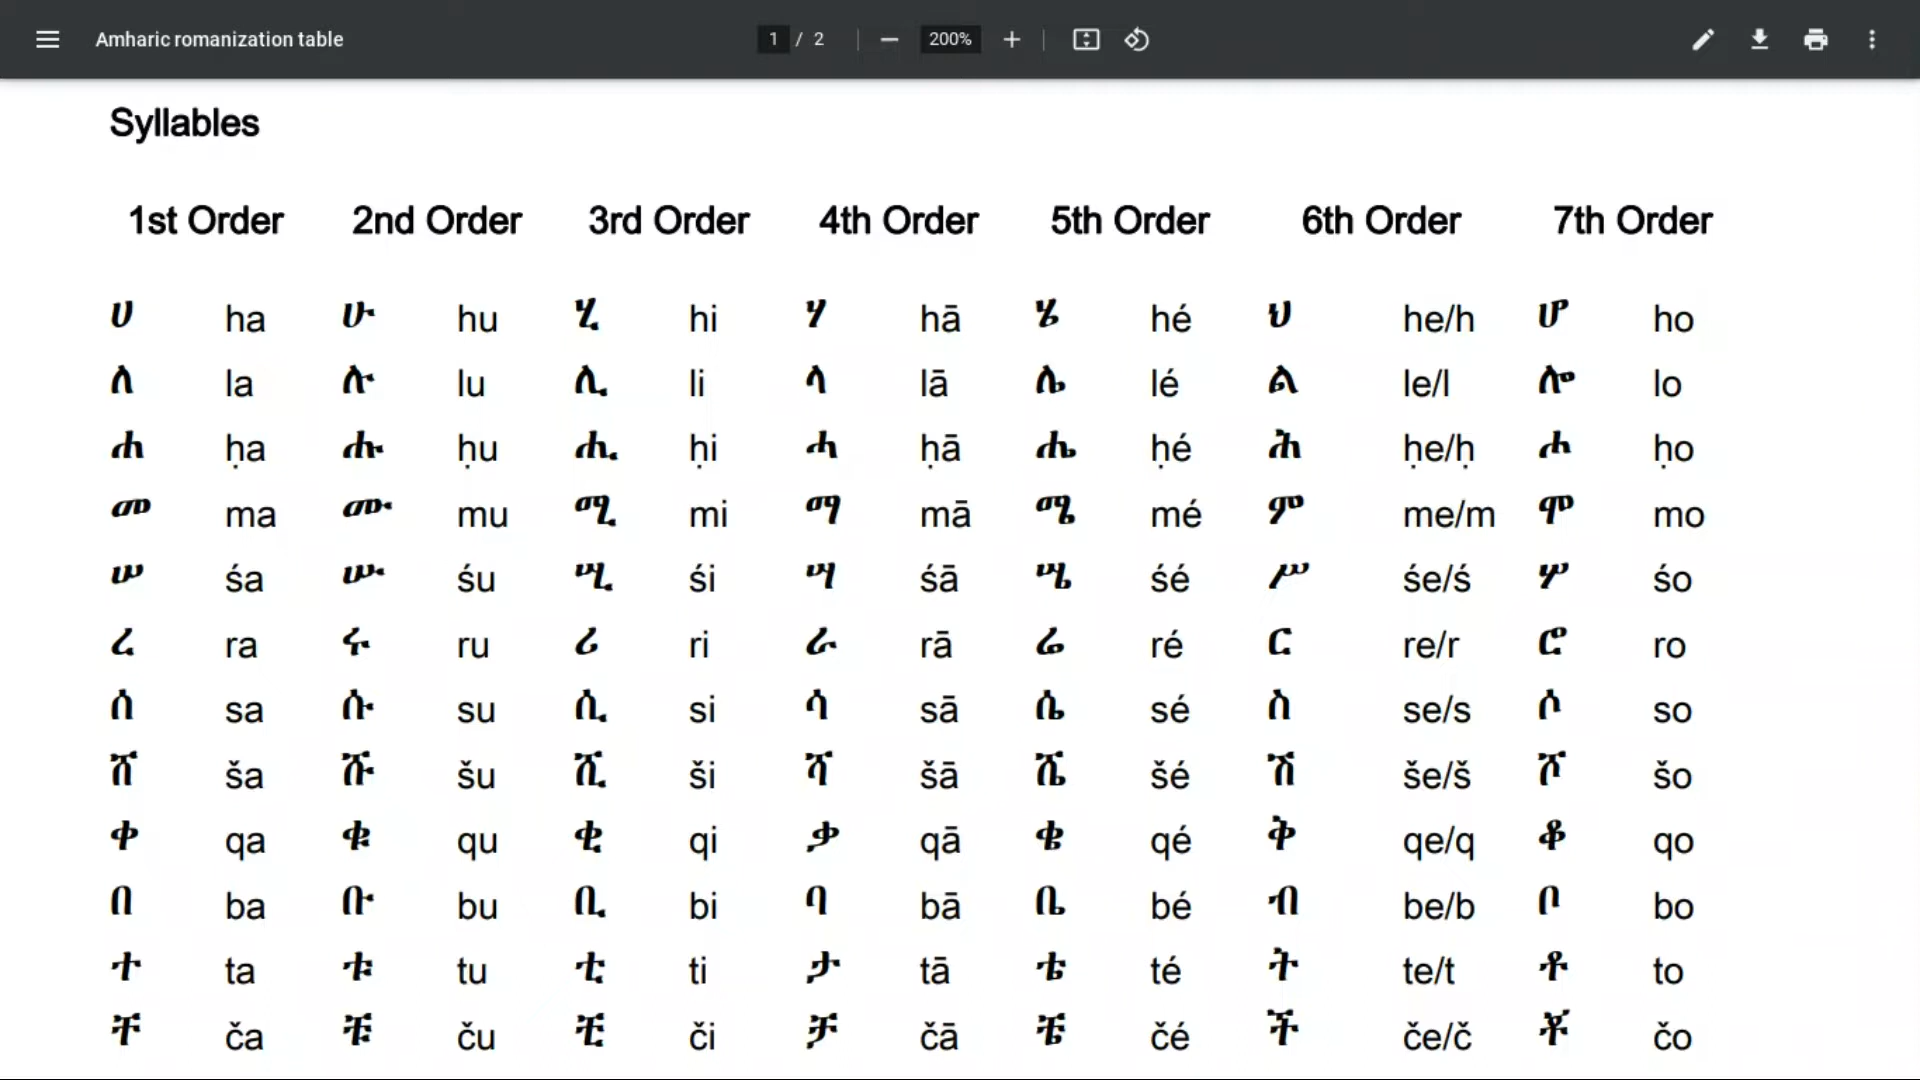 Amharic romanization table 1 / 2 200%
Syllables
1st Order 2nd Order 3rd Order 4th Order 5th Order 6th Order 7th Order
ሀ ha ሁ hu ሂ hi ሃ hā ሄ hé ህ he/h ሆ ho
ለ la ሉ lu ሊ li ላ lā ሌ lé ል le/l ሎ lo
ሐ ḥa ሑ ḥu ሒ ḥi ሓ ḥā ሔ ḥé ሕ ḥe/ḥ ሖ ḥo
መ ma ሙ mu ሚ mi ማ mā ሜ mé ም me/m ሞ mo
ሠ śa ሡ śu ሢ śi ሣ śā ሤ śé ሥ śe/ś ሦ śo
ረ ra ሩ ru ሪ ri ራ rā ሬ ré ር re/r ሮ ro
ሰ sa ሱ su ሲ si ሳ sā ሴ sé ስ se/s ሶ so
ሸ ša ሹ šu ሺ ši ሻ šā ሼ šé ሽ še/š ሾ šo
ቀ qa ቁ qu ቂ qi ቃ qā ቄ qé ቅ qe/q ቆ qo
በ ba ቡ bu ቢ bi ባ bā ቤ bé ብ be/b ቦ bo
ተ ta ቱ tu ቲ ti ታ tā ቴ té ት te/t ቶ to
ቸ ča ቹ ču ቺ či ቻ čā ቼ čé ች če/č ቾ čo